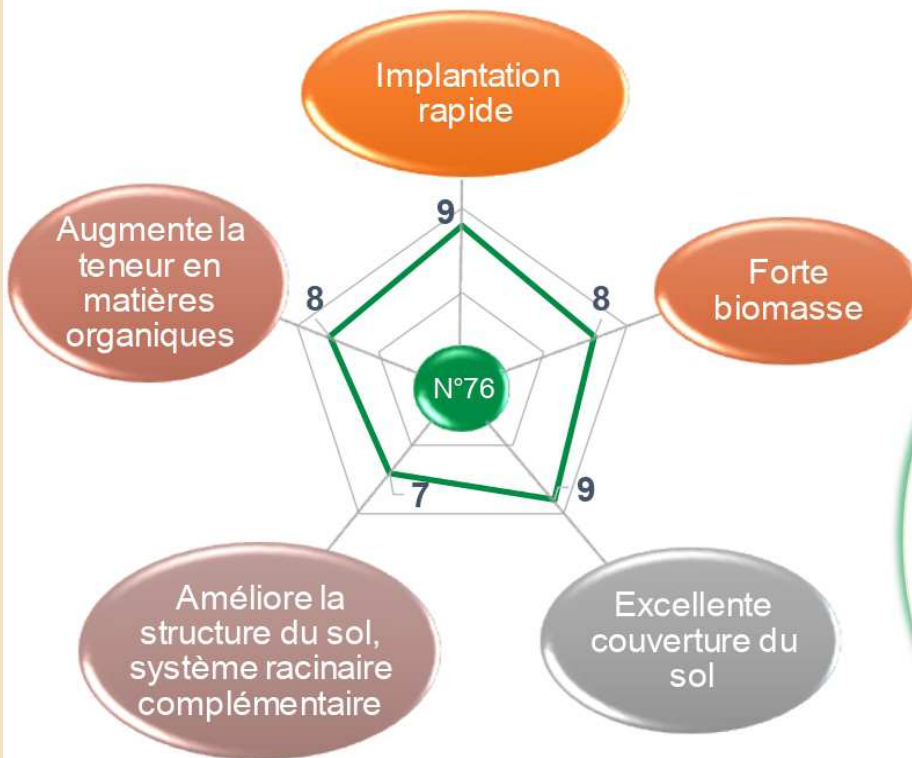 Implantation
rapide
9
Augmente la
teneur en
matières
organiques
8
8
Forte
biomasse
N°76
7
9
Améliore la
structure du sol,
système racinaire
complémentaire
Excellente
couverture du
sol